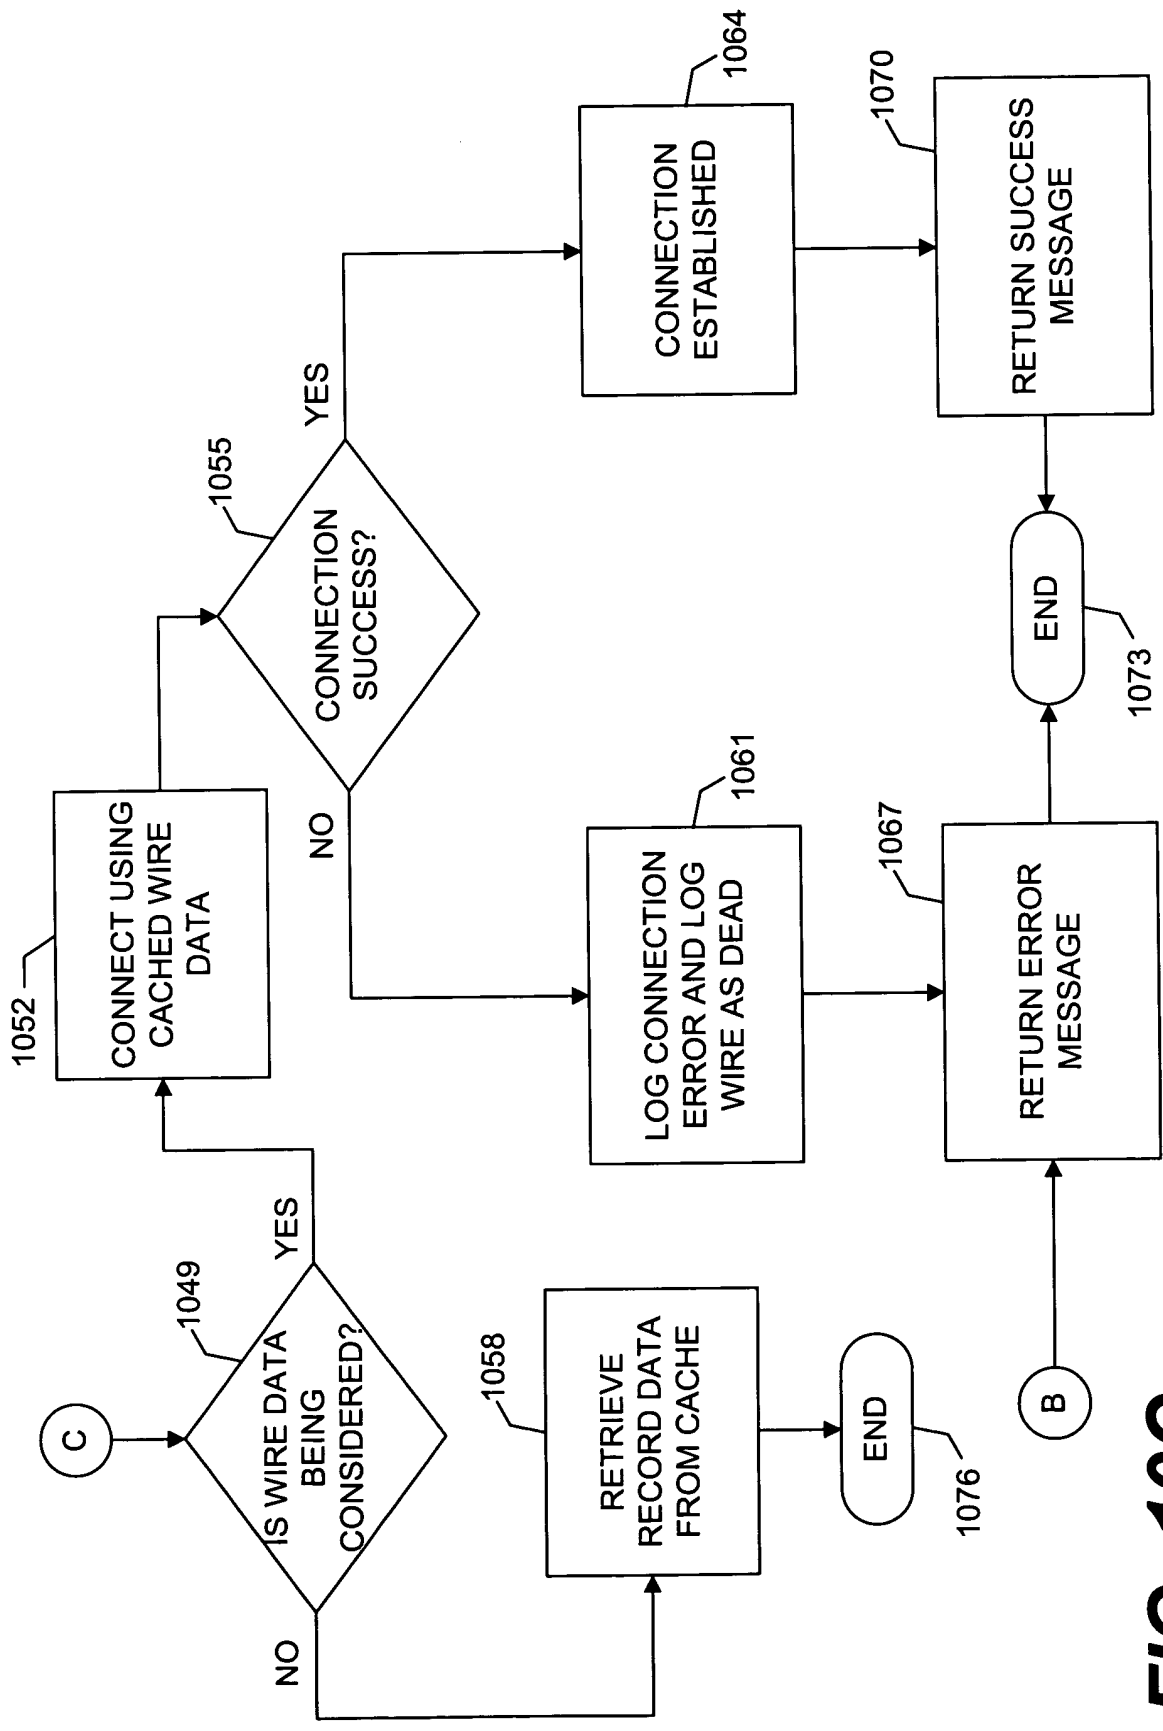 C
1049
IS WIRE DATA
BEING
CONSIDERED?
YES
NO
1052
CONNECT USING
CACHED WIRE
DATA
1055
CONNECTION
SUCCESS?
YES
NO
1058
RETRIEVE
RECORD DATA
FROM CACHE
1061
LOG CONNECTION
ERROR AND LOG
WIRE AS DEAD
1064
CONNECTION
ESTABLISHED
END
1076
B
1067
RETURN ERROR
MESSAGE
END
1073
1070
RETURN SUCCESS
MESSAGE